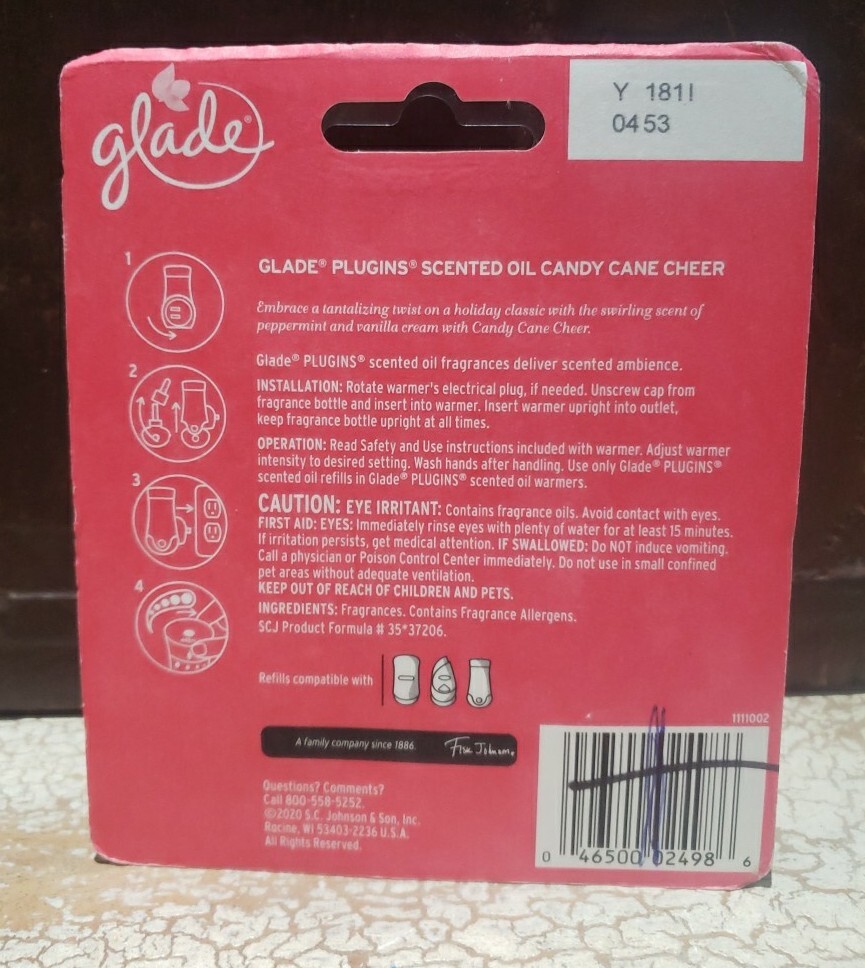 glade®
Y 181I
0453
1
GLADE® PLUGINS® SCENTED OIL CANDY CANE CHEER
Embrace a tantalizing twist on a holiday classic with the swirling scent of
peppermint and vanilla cream with Candy Cane Cheer.
Glade® PLUGINS® scented oil fragrances deliver scented ambience.
2
INSTALLATION: Rotate warmer's electrical plug, if needed. Unscrew cap from
fragrance bottle and insert into warmer. Insert warmer upright into outlet,
keep fragrance bottle upright at all times.
OPERATION: Read Safety and Use instructions included with warmer. Adjust warmer
intensity to desired setting. Wash hands after handling. Use only Glade® PLUGINS®
scented oil refills in Glade® PLUGINS® scented oil warmers.
3
CAUTION: EYE IRRITANT: Contains fragrance oils. Avoid contact with eyes.
FIRST AID: EYES: Immediately rinse eyes with plenty of water for at least 15 minutes.
If irritation persists, get medical attention. IF SWALLOWED: Do NOT induce vomiting.
Call a physician or Poison Control Center immediately. Do not use in small confined
pet areas without adequate ventilation.
KEEP OUT OF REACH OF CHILDREN AND PETS.
4
INGREDIENTS: Fragrances. Contains Fragrance Allergens.
SCJ Product Formula # 35*37206.
Refills compatible with
1111002
A family company since 1886.
Fisk Johnson
Questions? Comments?
Call 800-558-5252.
©2020 S.C. Johnson & Son, Inc.
Racine, WI 53403-2236 U.S.A.
All Rights Reserved.
0 46500 02498 6